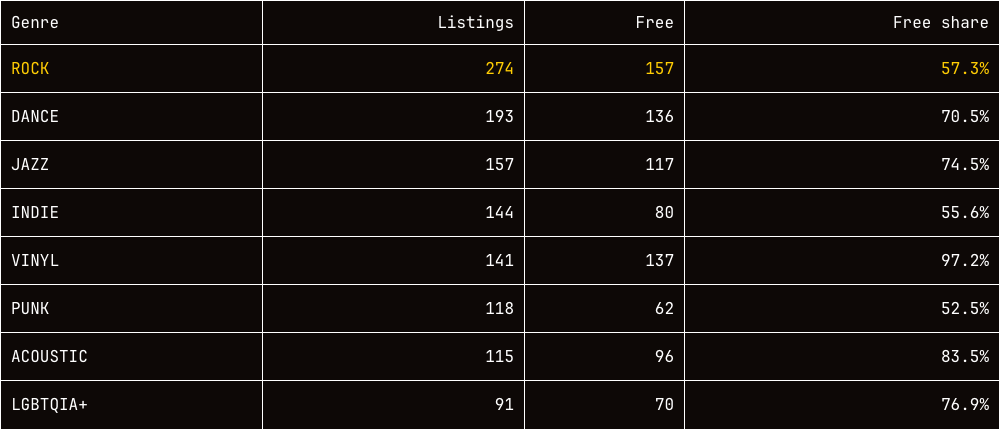 Genre Listings Free Free share
ROCK 274 157 57.3%
DANCE 193 136 70.5%
JAZZ 157 117 74.5%
INDIE 144 80 55.6%
VINYL 141 137 97.2%
PUNK 118 62 52.5%
ACOUSTIC 115 96 83.5%
LGBTQIA+ 91 70 76.9%